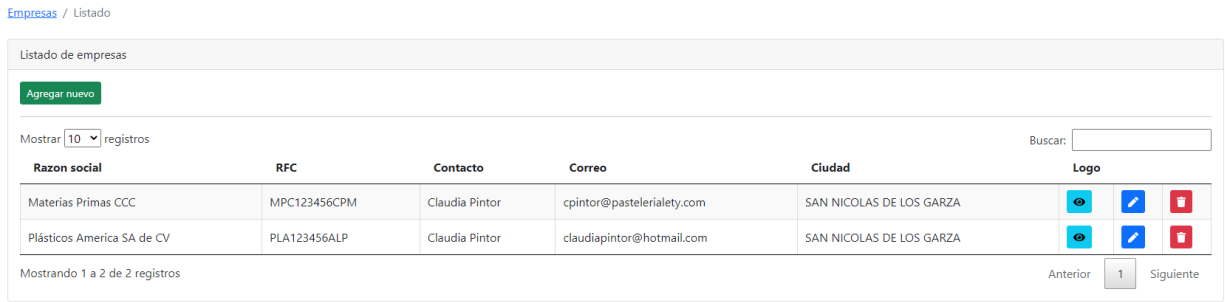 Empresas / Listado
Listado de empresas
Agregar nuevo
Mostrar 10 registros Buscar:
Razon social RFC Contacto Correo Ciudad Logo
Materias Primas CCC MPC123456CPM Claudia Pintor cpintor@pastelerialety.com SAN NICOLAS DE LOS GARZA
Plásticos America SA de CV PLA123456ALP Claudia Pintor claudiapintor@hotmail.com SAN NICOLAS DE LOS GARZA
Mostrando 1 a 2 de 2 registros Anterior 1 Siguiente